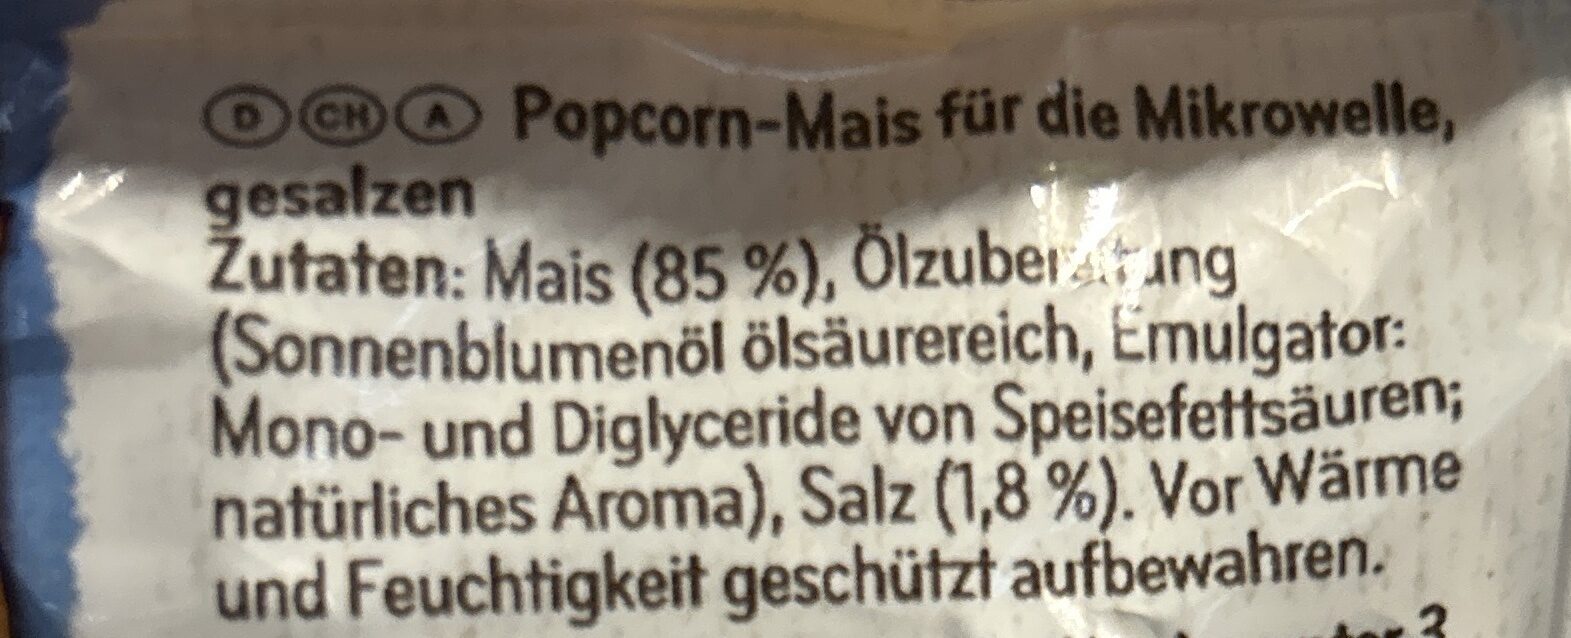 D CH A Popcorn-Mais für die Mikrowelle,
gesalzen
Zutaten: Mais (85 %), Ölzubereitung
(Sonnenblumenöl ölsäurereich, Emulgator:
Mono- und Diglyceride von Speisefettsäuren;
natürliches Aroma), Salz (1,8 %). Vor Wärme
und Feuchtigkeit geschützt aufbewahren.
3